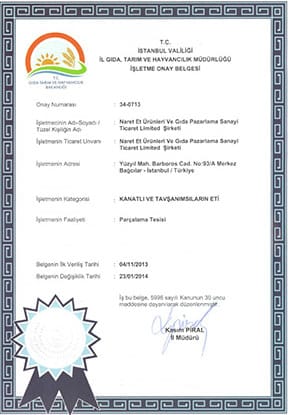 T.C.
İSTANBUL VALİLİĞİ
İL GIDA, TARIM VE HAYVANCILIK MÜDÜRLÜĞÜ
İŞLETME ONAY BELGESİ
T.C.
GIDA TARIM VE HAYVANCILIK
BAKANLIĞI
Onay Numarası : 34-0713
İşletmecinin Adı-Soyadı / Tüzel Kişiliğin Adı : Naret Et Ürünleri Ve Gıda Pazarlama Sanayi Ticaret Limited Şirketi
İşletmenin Ticaret Unvanı : Naret Et Ürünleri Ve Gıda Pazarlama Sanayi Ticaret Limited Şirketi
İşletmenin Adresi : Yüzyıl Mah. Barboros Cad. No:93/A Merkez
Bağcılar - İstanbul / Türkiye
İşletmenin Kategorisi : KANATLI VE TAVŞANIMSILARIN ETİ
İşletmenin Faaliyeti : Parçalama Tesisi
Belgenin İlk Veriliş Tarihi : 04/11/2013
Belgenin Değişiklik Tarihi : 23/01/2014
İş bu belge, 5996 sayılı Kanunun 30 uncu
maddesine dayanılarak düzenlenmiştir.
Kasım PİRAL
İl Müdürü